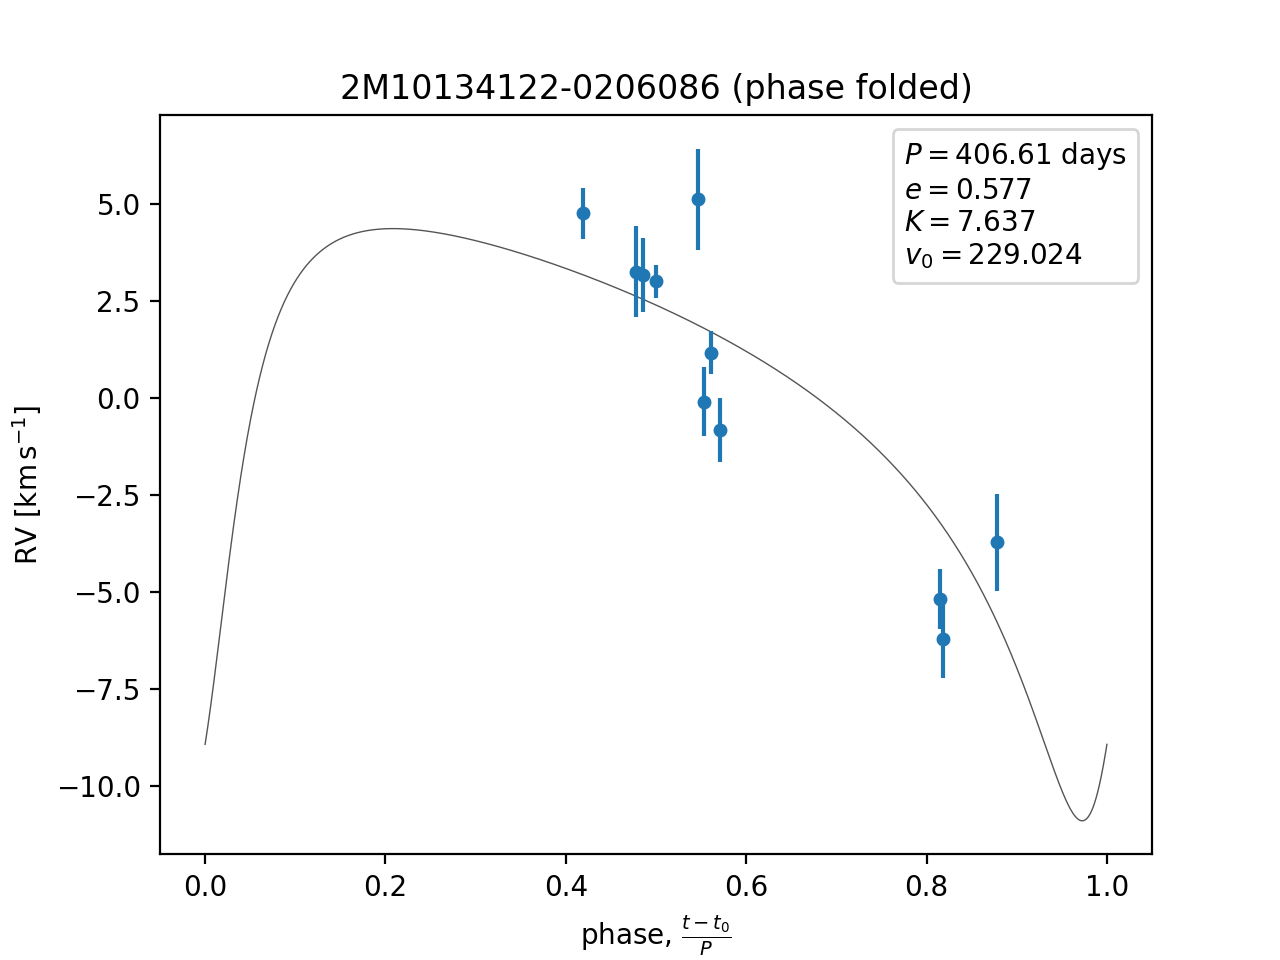 2M10134122-0206086 (phase folded)
P = 406.61 days
e = 0.577
K = 7.637
v₀ = 229.024
5.0
2.5
0.0
−2.5
−5.0
−7.5
−10.0
RV [km s⁻¹]
0.0 0.2 0.4 0.6 0.8 1.0
phase, (t − t₀)/P